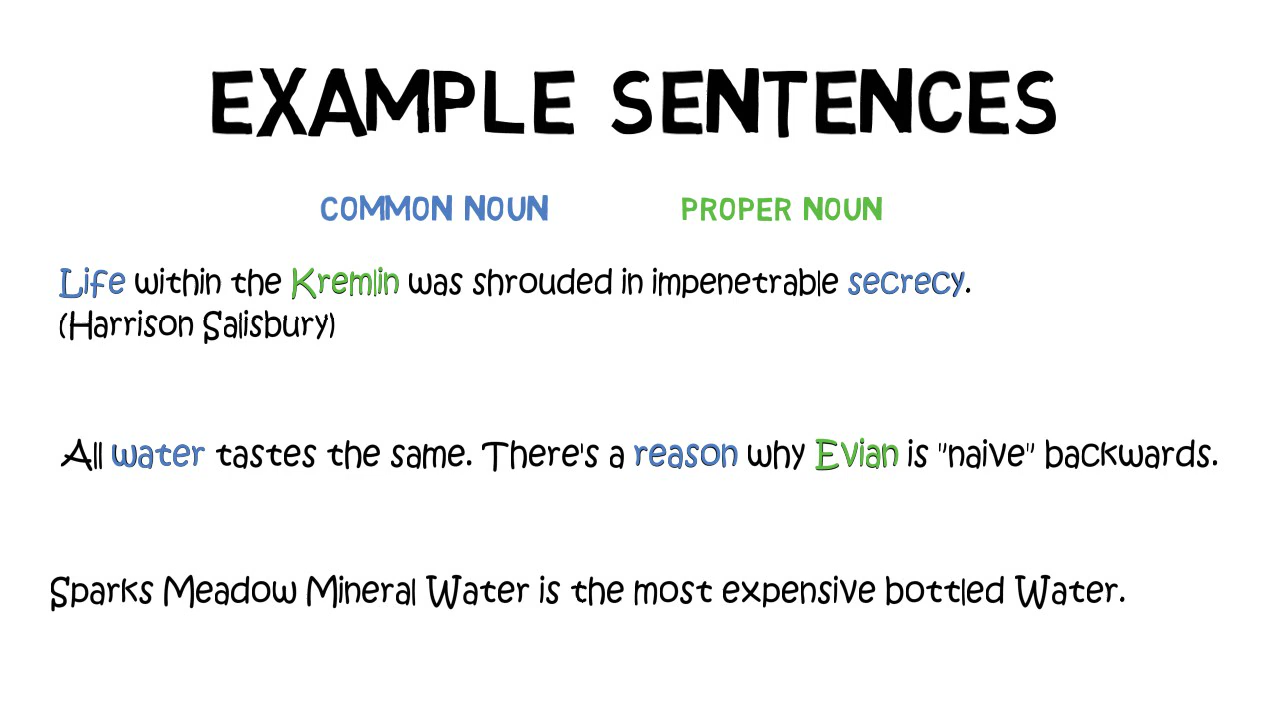 EXAMPLE SENTENCES
COMMON NOUN PROPER NOUN
Life within the Kremlin was shrouded in impenetrable secrecy.
(Harrison Salisbury)
All water tastes the same. There's a reason why Evian is "naive" backwards.
Sparks Meadow Mineral Water is the most expensive bottled Water.